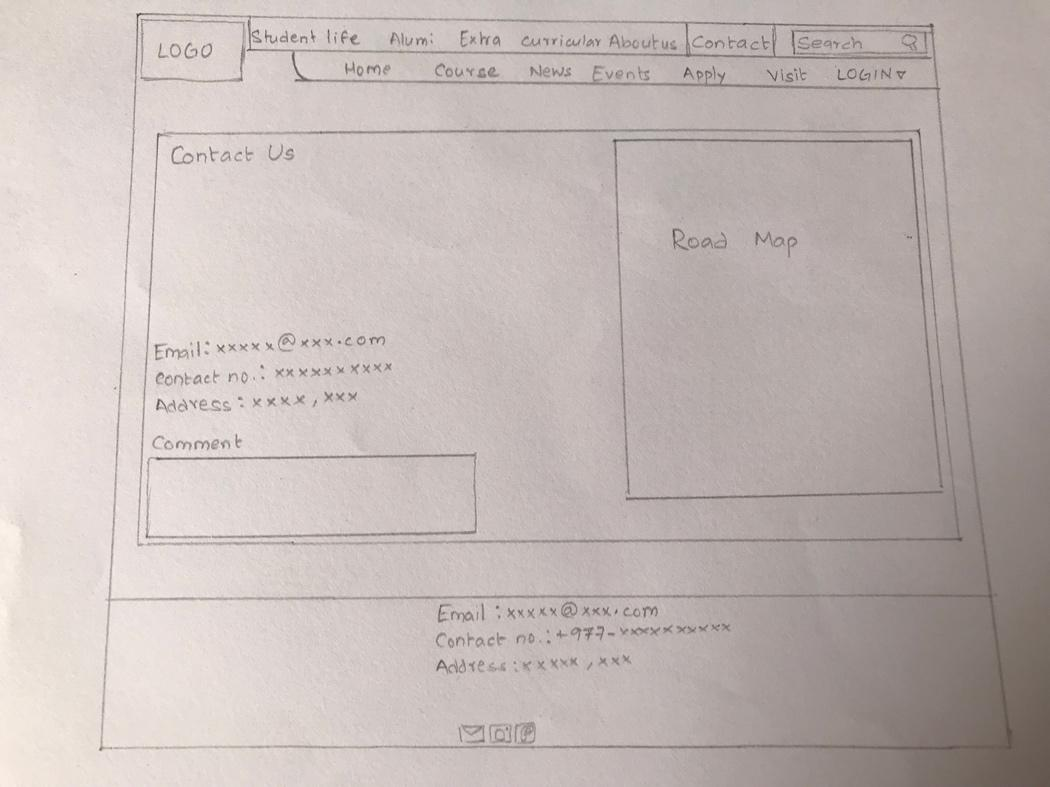 LOGO
Student life Alumi Extra curricular Aboutus Contact Search
Home Course News Events Apply Visit LOGIN
Contact Us
Road Map
Email: xxxxx@xxx.com
Contact no.: xxxxxxxxxx
Address: xxxx, xxx
Comment
Email: xxxxx@xxx.com
Contact no.: +977-xxxxxxxxxx
Address: xxxxx, xxx